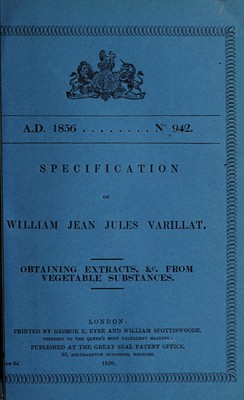 A.D. 1856 . . . . . . . . Nº 942.
SPECIFICATION
OF
WILLIAM JEAN JULES VARILLAT.
OBTAINING EXTRACTS, &c. FROM
VEGETABLE SUBSTANCES.
LONDON:
PRINTED BY GEORGE E. EYRE AND WILLIAM SPOTTISWOODE,
PRINTERS TO THE QUEEN'S MOST EXCELLENT MAJESTY:
PUBLISHED AT THE GREAT SEAL PATENT OFFICE,
25, SOUTHAMPTON BUILDINGS, HOLBORN.
1856.